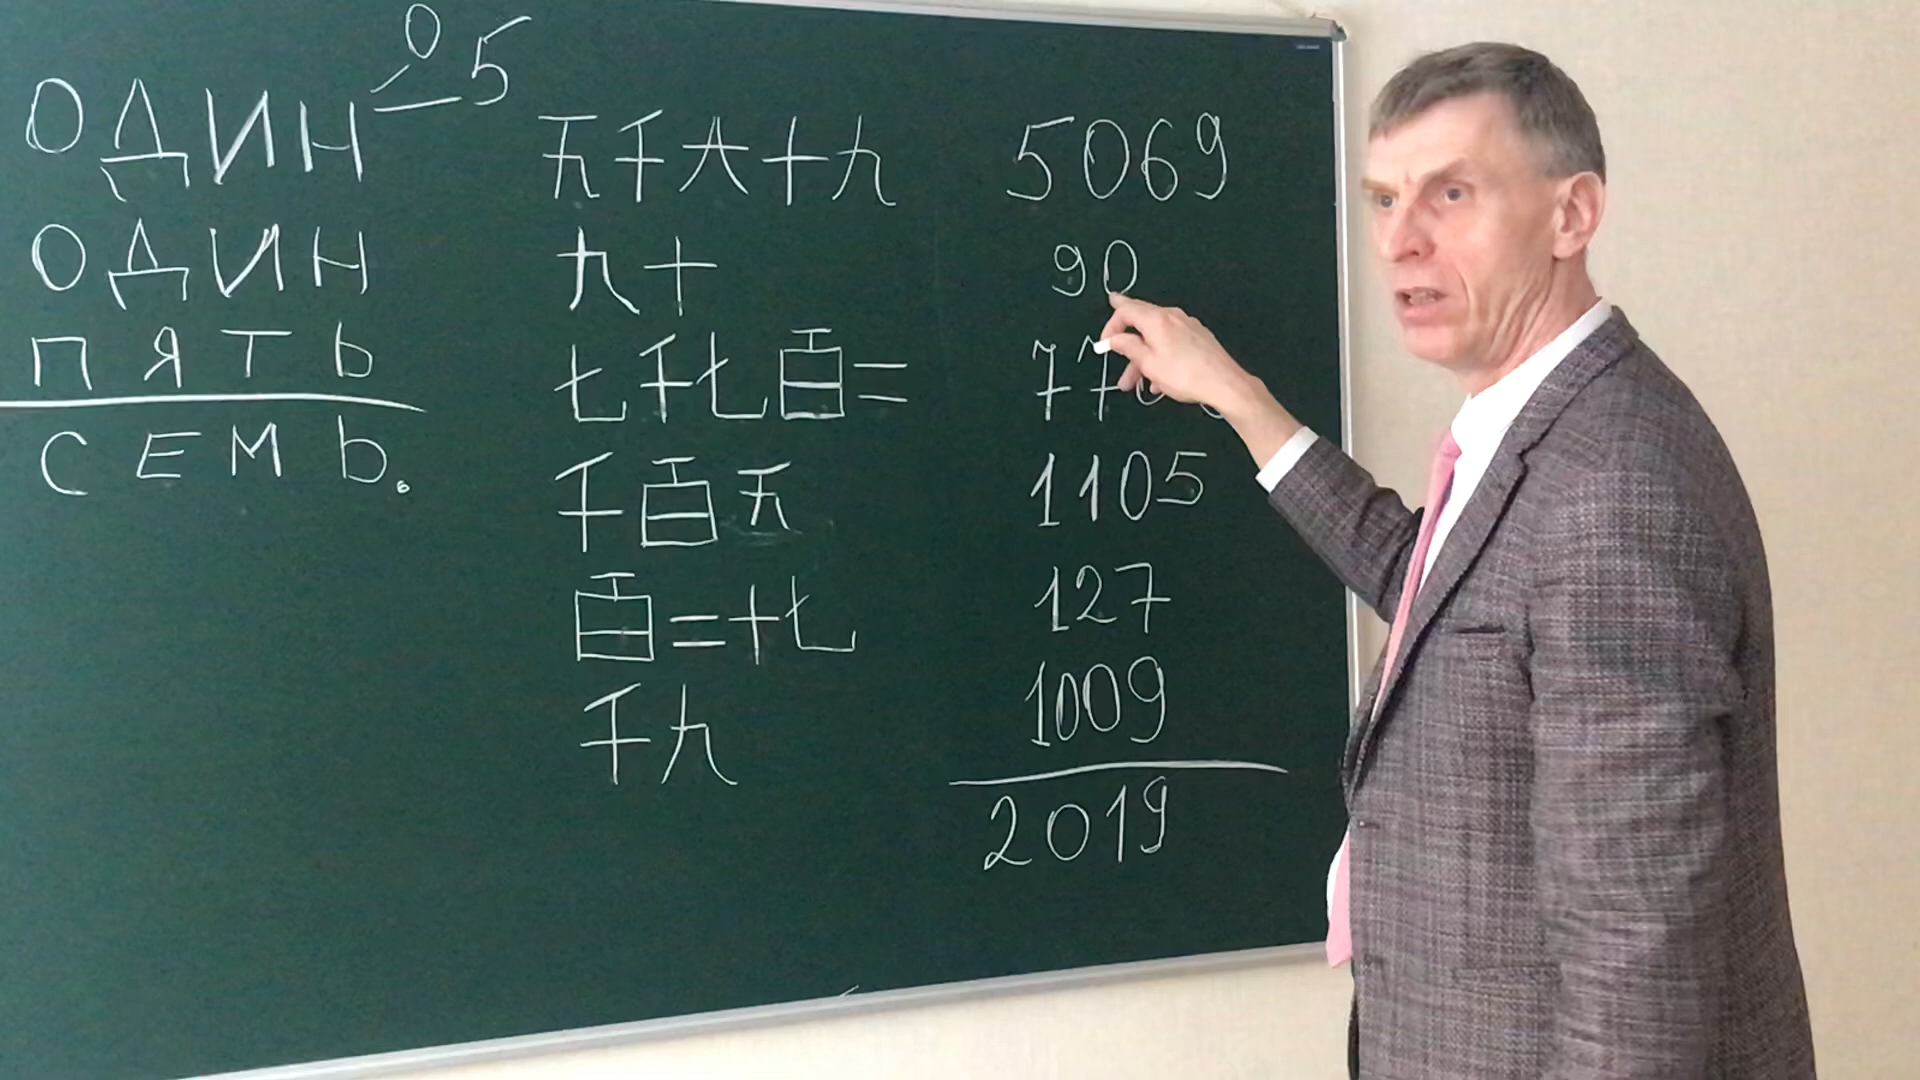 0
ОДИН 5
ОДИН
ПЯТЬ
СЕМЬ.
五千六十九
九十
七千七百二
千百五
百二十七
千九
5069
90
1105
127
1009
2019